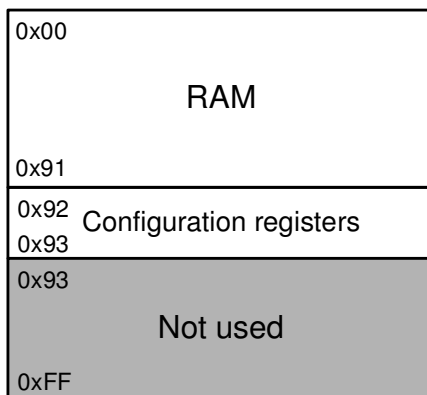 0x00
RAM
0x91
0x92
Configuration registers
0x93
0x93
Not used
0xFF